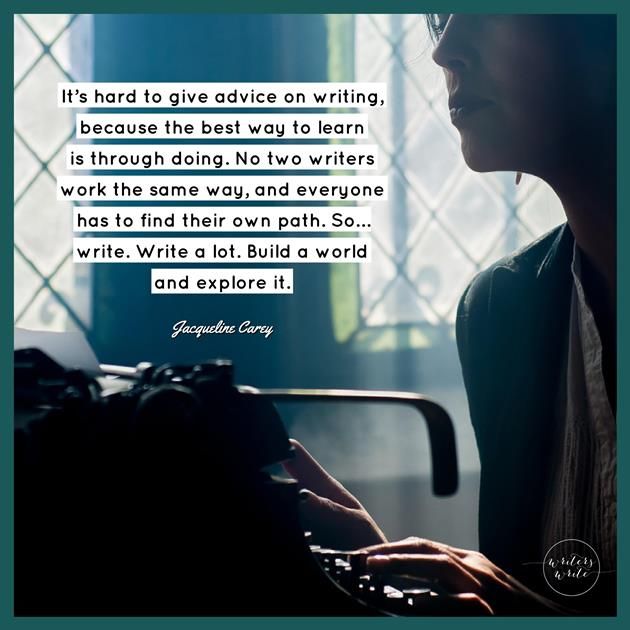 It's hard to give advice on writing,
because the best way to learn
is through doing. No two writers
work the same way, and everyone
has to find their own path. So...
write. Write a lot. Build a world
and explore it.
Jacqueline Carey
writers
write